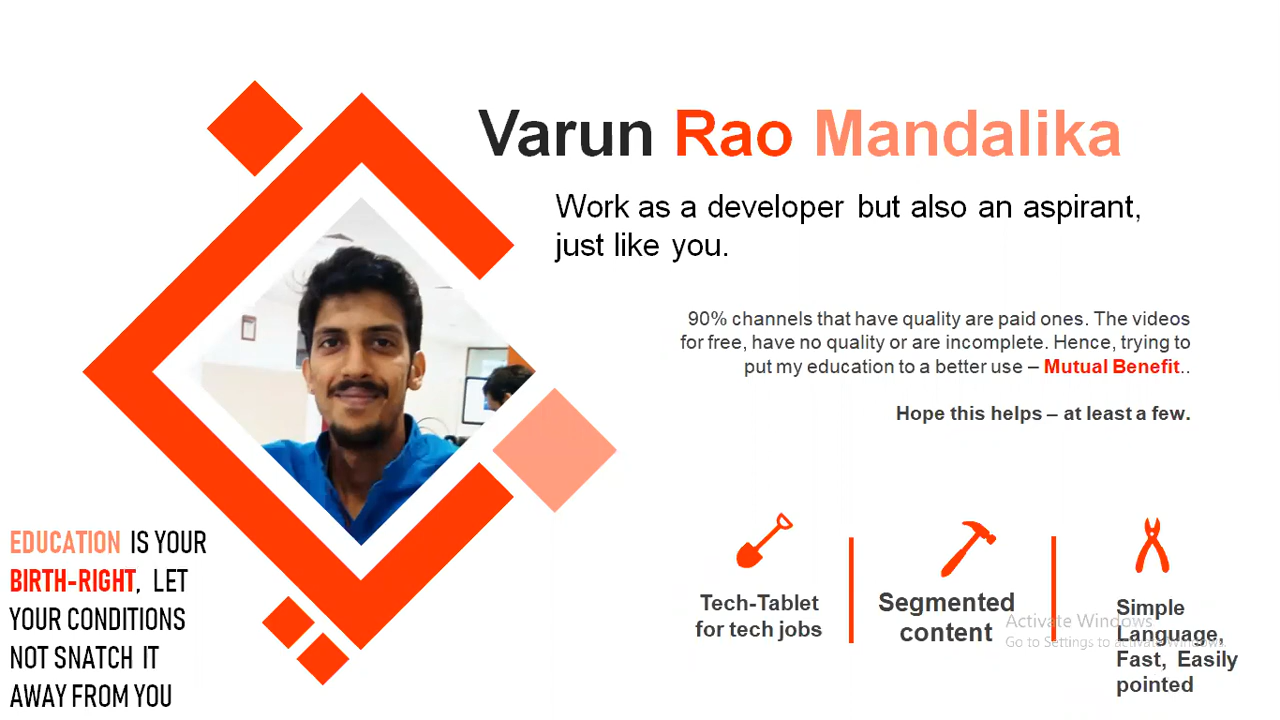 Varun Rao Mandalika
Work as a developer but also an aspirant,
just like you.
90% channels that have quality are paid ones. The videos
for free, have no quality or are incomplete. Hence, trying to
put my education to a better use – Mutual Benefit..
Hope this helps – at least a few.
EDUCATION IS YOUR
BIRTH-RIGHT, LET
YOUR CONDITIONS
NOT SNATCH IT
AWAY FROM YOU
Tech-Tablet
for tech jobs
Segmented
content
Simple
Language,
Fast, Easily
pointed
Activate Windows
Go to Settings to activate Windows.